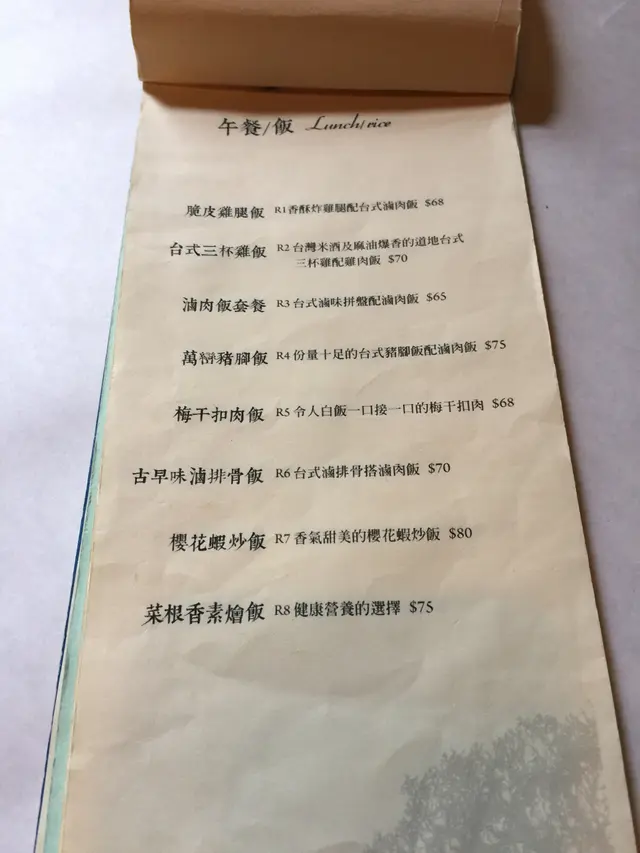 午餐/飯 Lunch/rice
脆皮雞腿飯 R1香酥炸雞腿配台式滷肉飯 $68
台式三杯雞飯 R2 台灣米酒及麻油爆香的道地台式
三杯雞配雞肉飯 $70
滷肉飯套餐 R3 台式滷味拼盤配滷肉飯 $65
萬巒豬腳飯 R4 份量十足的台式豬腳飯配滷肉飯 $75
梅干扣肉飯 R5 令人白飯一口接一口的梅干扣肉 $68
古早味滷排骨飯 R6 台式滷排骨搭滷肉飯 $70
櫻花蝦炒飯 R7 香氣甜美的櫻花蝦炒飯 $80
菜根香素燴飯 R8 健康營養的選擇 $75